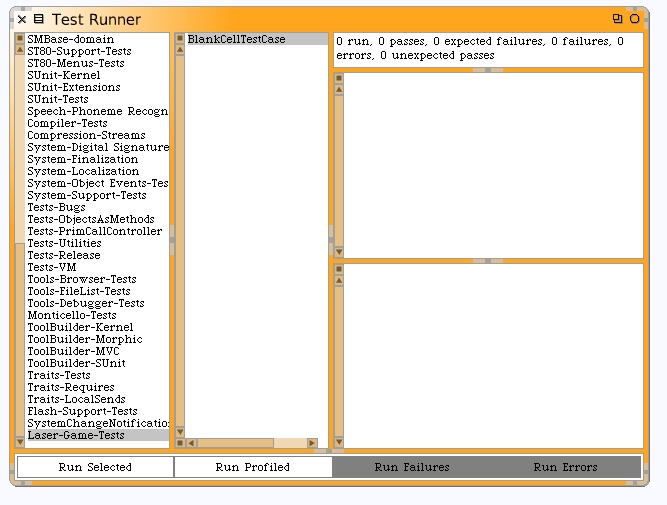 Test Runner
SMBase-domain
ST80-Support-Tests
ST80-Menus-Tests
SUnit-Kernel
SUnit-Extensions
SUnit-Tests
Speech-Phoneme Recogn
Compiler-Tests
Compression-Streams
System-Digital Signature
System-Finalization
System-Localization
System-Object Events-Tes
System-Support-Tests
Tests-Bugs
Tests-ObjectsAsMethods
Tests-PrimCallController
Tests-Utilities
Tests-Release
Tests-VM
Tools-Browser-Tests
Tools-FileList-Tests
Tools-Debugger-Tests
Monticello-Tests
ToolBuilder-Kernel
ToolBuilder-Morphic
ToolBuilder-MVC
ToolBuilder-SUnit
Traits-Tests
Traits-Requires
Traits-LocalSends
Flash-Support-Tests
SystemChangeNotification
Laser-Game-Tests
BlankCellTestCase
0 run, 0 passes, 0 expected failures, 0 failures, 0
errors, 0 unexpected passes
Run Selected
Run Profiled
Run Failures
Run Errors